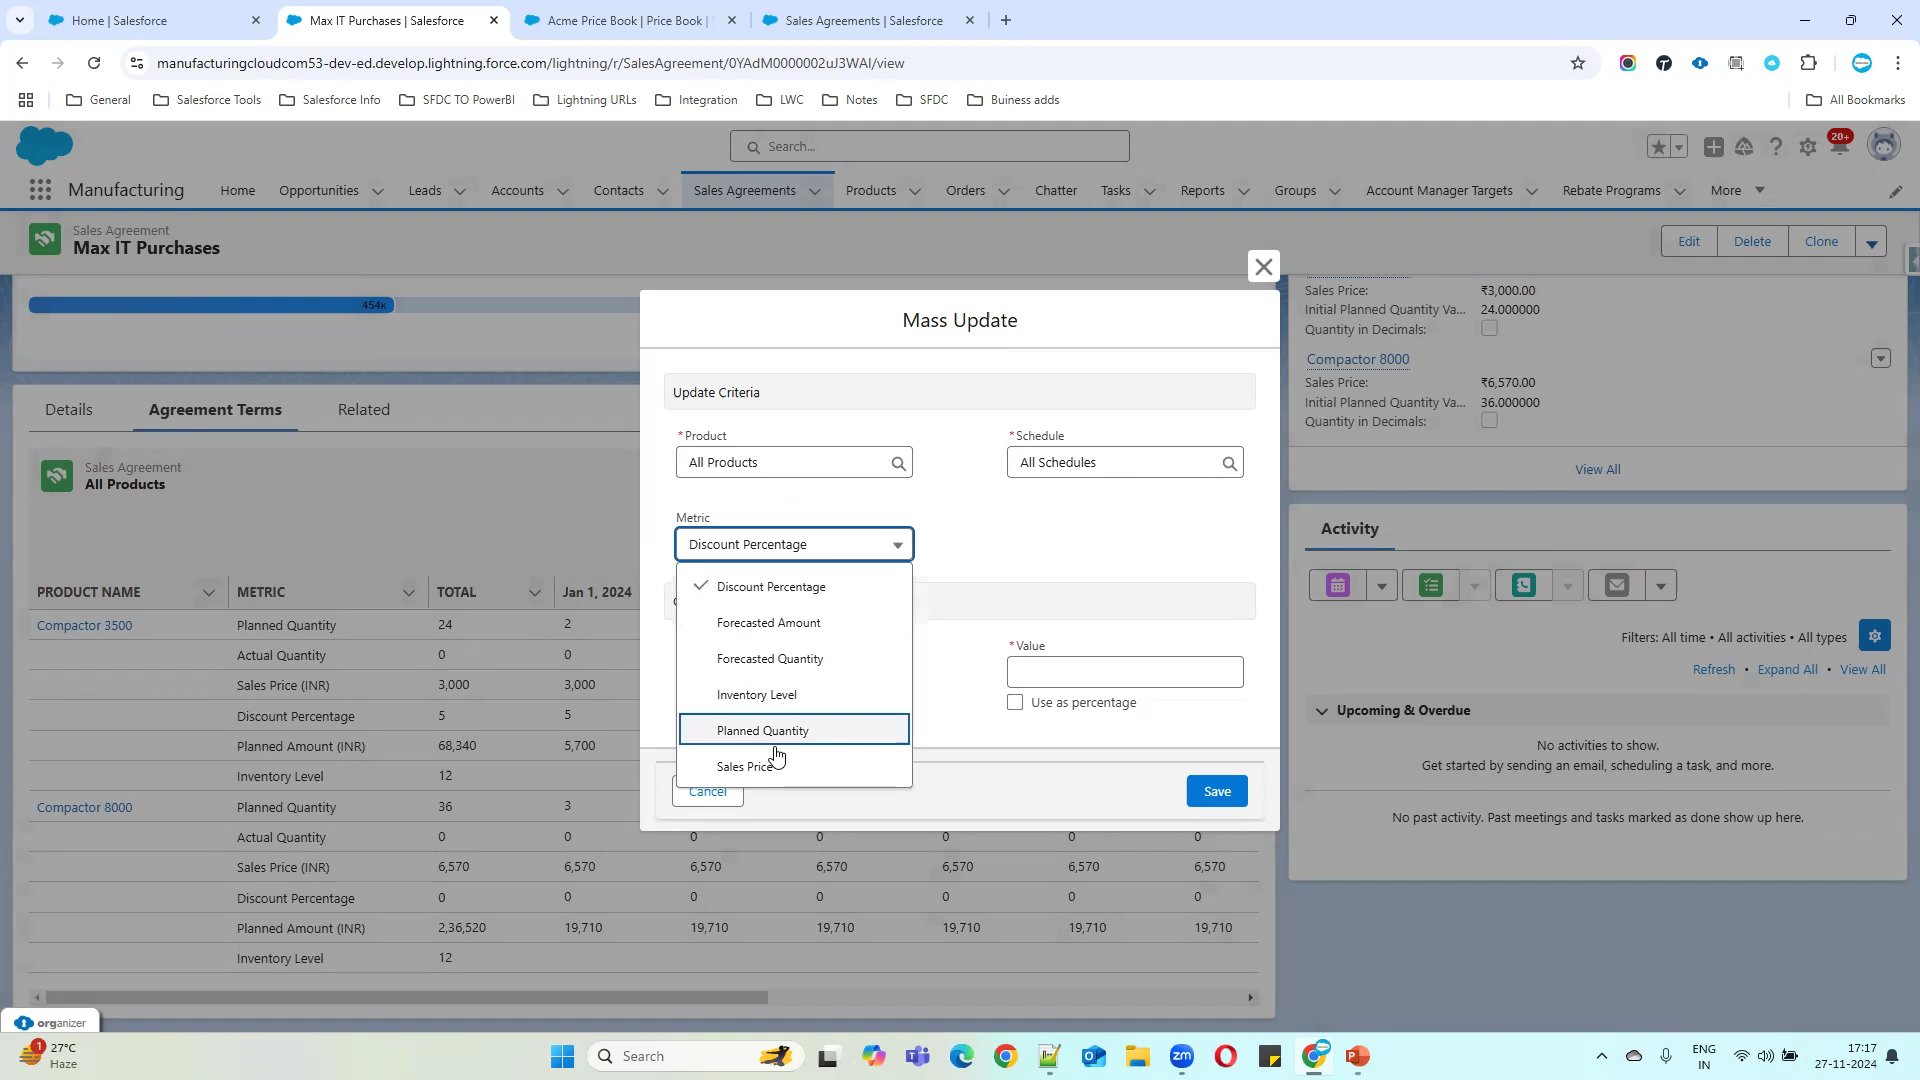 Home | Salesforce
Max IT Purchases | Salesforce
Acme Price Book | Price Book |
Sales Agreements | Salesforce
manufacturingcloudcom53-dev-ed.develop.lightning.force.com/lightning/r/SalesAgreement/0YAdM0000002uJ3WAI/view
General
Salesforce Tools
Salesforce Info
SFDC TO PowerBI
Lightning URLs
Integration
LWC
Notes
SFDC
Buiness adds
All Bookmarks
Search...
20+
Manufacturing
Home
Opportunities
Leads
Accounts
Contacts
Sales Agreements
Products
Orders
Chatter
Tasks
Reports
Groups
Account Manager Targets
Rebate Programs
More
Sales Agreement
Max IT Purchases
Edit
Delete
Clone
454K
Details
Agreement Terms
Related
Sales Agreement
All Products
PRODUCT NAME METRIC TOTAL Jan 1, 2024
Compactor 3500 Planned Quantity 24 2
Actual Quantity 0 0
Sales Price (INR) 3,000 3,000
Discount Percentage 5 5
Planned Amount (INR) 68,340 5,700
Inventory Level 12
Compactor 8000 Planned Quantity 36 3
Actual Quantity 0 0 0 0 0 0 0
Sales Price (INR) 6,570 6,570 6,570 6,570 6,570 6,570 6,570
Discount Percentage 0 0 0 0 0 0 0
Planned Amount (INR) 2,36,520 19,710 19,710 19,710 19,710 19,710 19,710
Inventory Level 12
Mass Update
Update Criteria
*Product
All Products
*Schedule
All Schedules
Metric
Discount Percentage
Discount Percentage
Forecasted Amount
Forecasted Quantity
Inventory Level
Planned Quantity
Sales Price
*Value
Use as percentage
Cancel
Save
Sales Price: ₹3,000.00
Initial Planned Quantity Va... 24.000000
Quantity in Decimals:
Compactor 8000
Sales Price: ₹6,570.00
Initial Planned Quantity Va... 36.000000
Quantity in Decimals:
View All
Activity
Filters: All time • All activities • All types
Refresh • Expand All • View All
Upcoming & Overdue
No activities to show.
Get started by sending an email, scheduling a task, and more.
No past activity. Past meetings and tasks marked as done show up here.
organizer
1
27°C
Haze
Search
zm
ENG
IN
17:17
27-11-2024